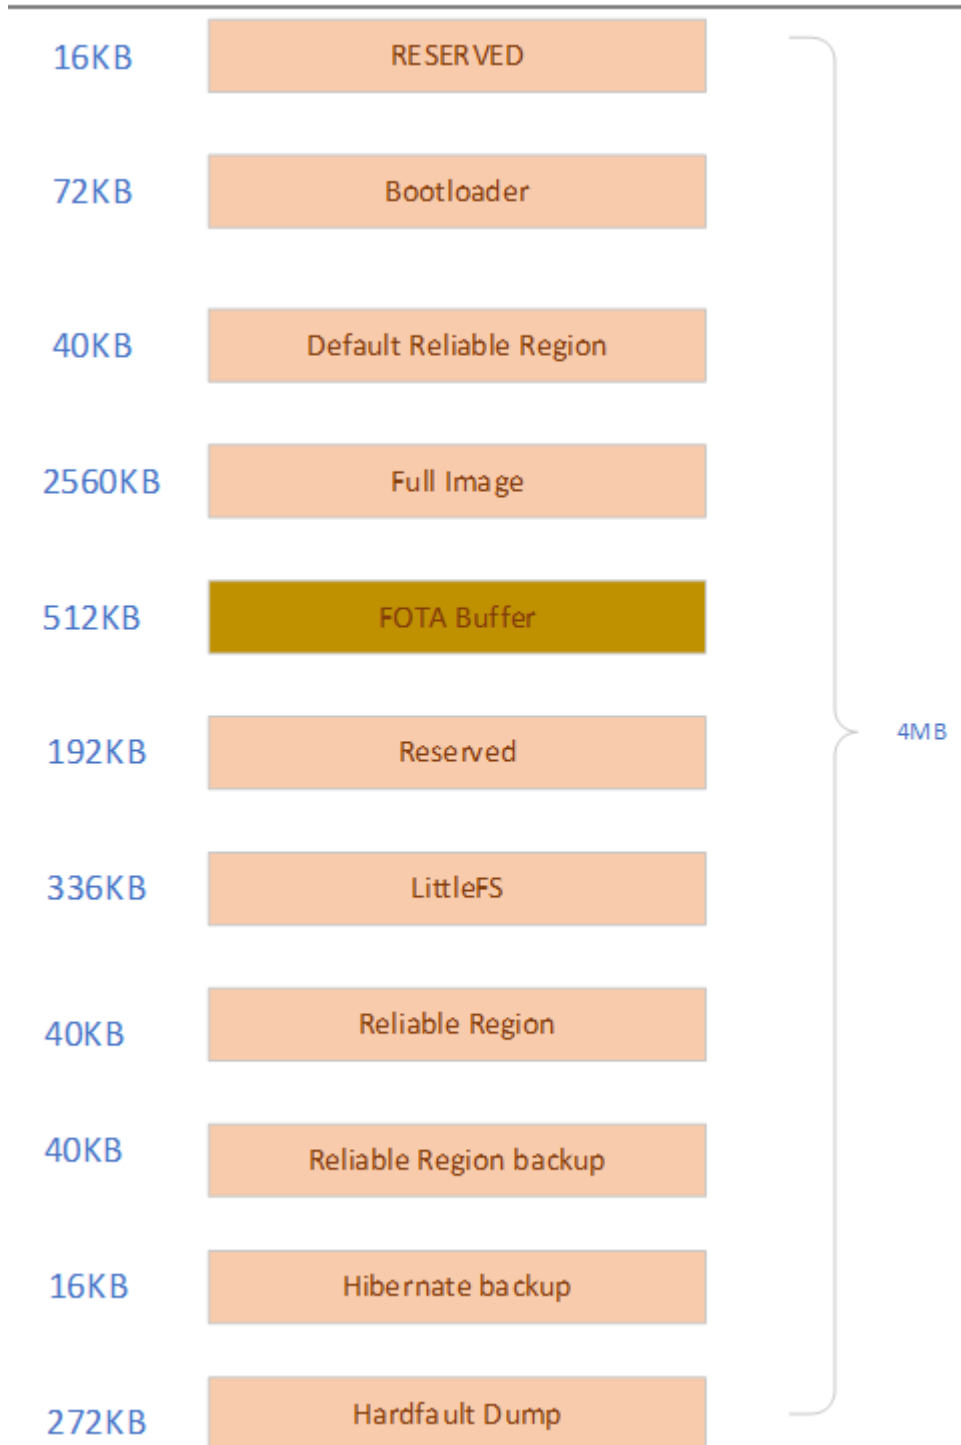 16KB RESERVED
72KB Bootloader
40KB Default Reliable Region
2560KB Full Image
512KB FOTA Buffer
192KB Reserved
4MB
336KB LittleFS
40KB Reliable Region
40KB Reliable Region backup
16KB Hibernate backup
272KB Hardfault Dump